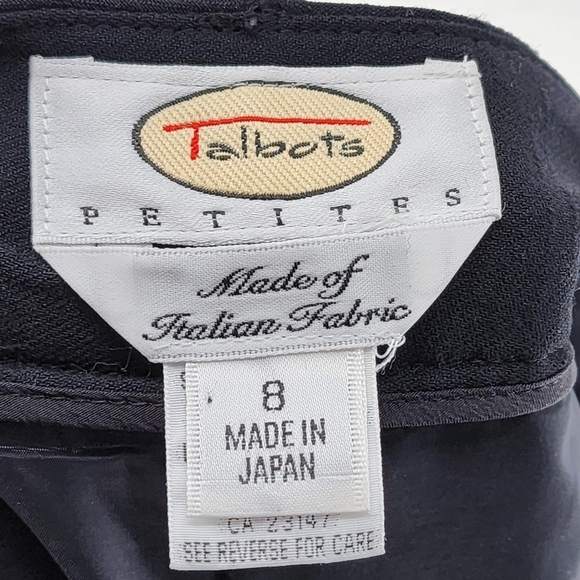 Talbots
PETITES
Made of
Italian Fabric
8
MADE IN
JAPAN
CA 23147
SEE REVERSE FOR CARE